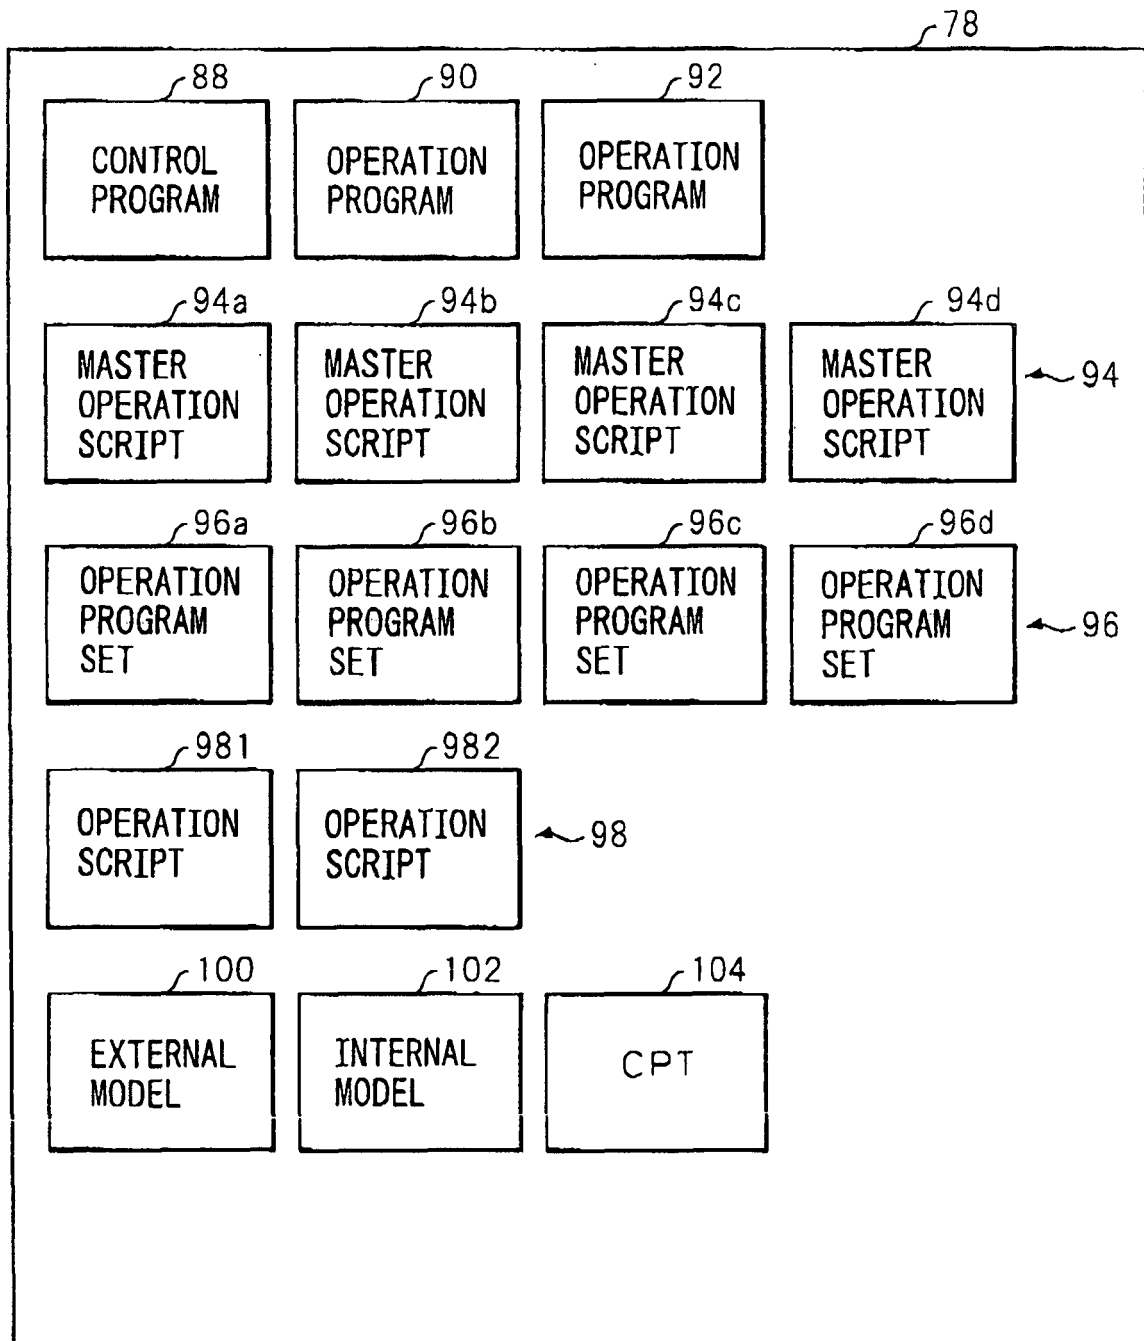 78
88 90 92
CONTROL PROGRAM
OPERATION PROGRAM
OPERATION PROGRAM
94a 94b 94c 94d
MASTER OPERATION SCRIPT
MASTER OPERATION SCRIPT
MASTER OPERATION SCRIPT
MASTER OPERATION SCRIPT
94
96a 96b 96c 96d
OPERATION PROGRAM SET
OPERATION PROGRAM SET
OPERATION PROGRAM SET
OPERATION PROGRAM SET
96
981 982
OPERATION SCRIPT
OPERATION SCRIPT
98
100 102 104
EXTERNAL MODEL
INTERNAL MODEL
CPT